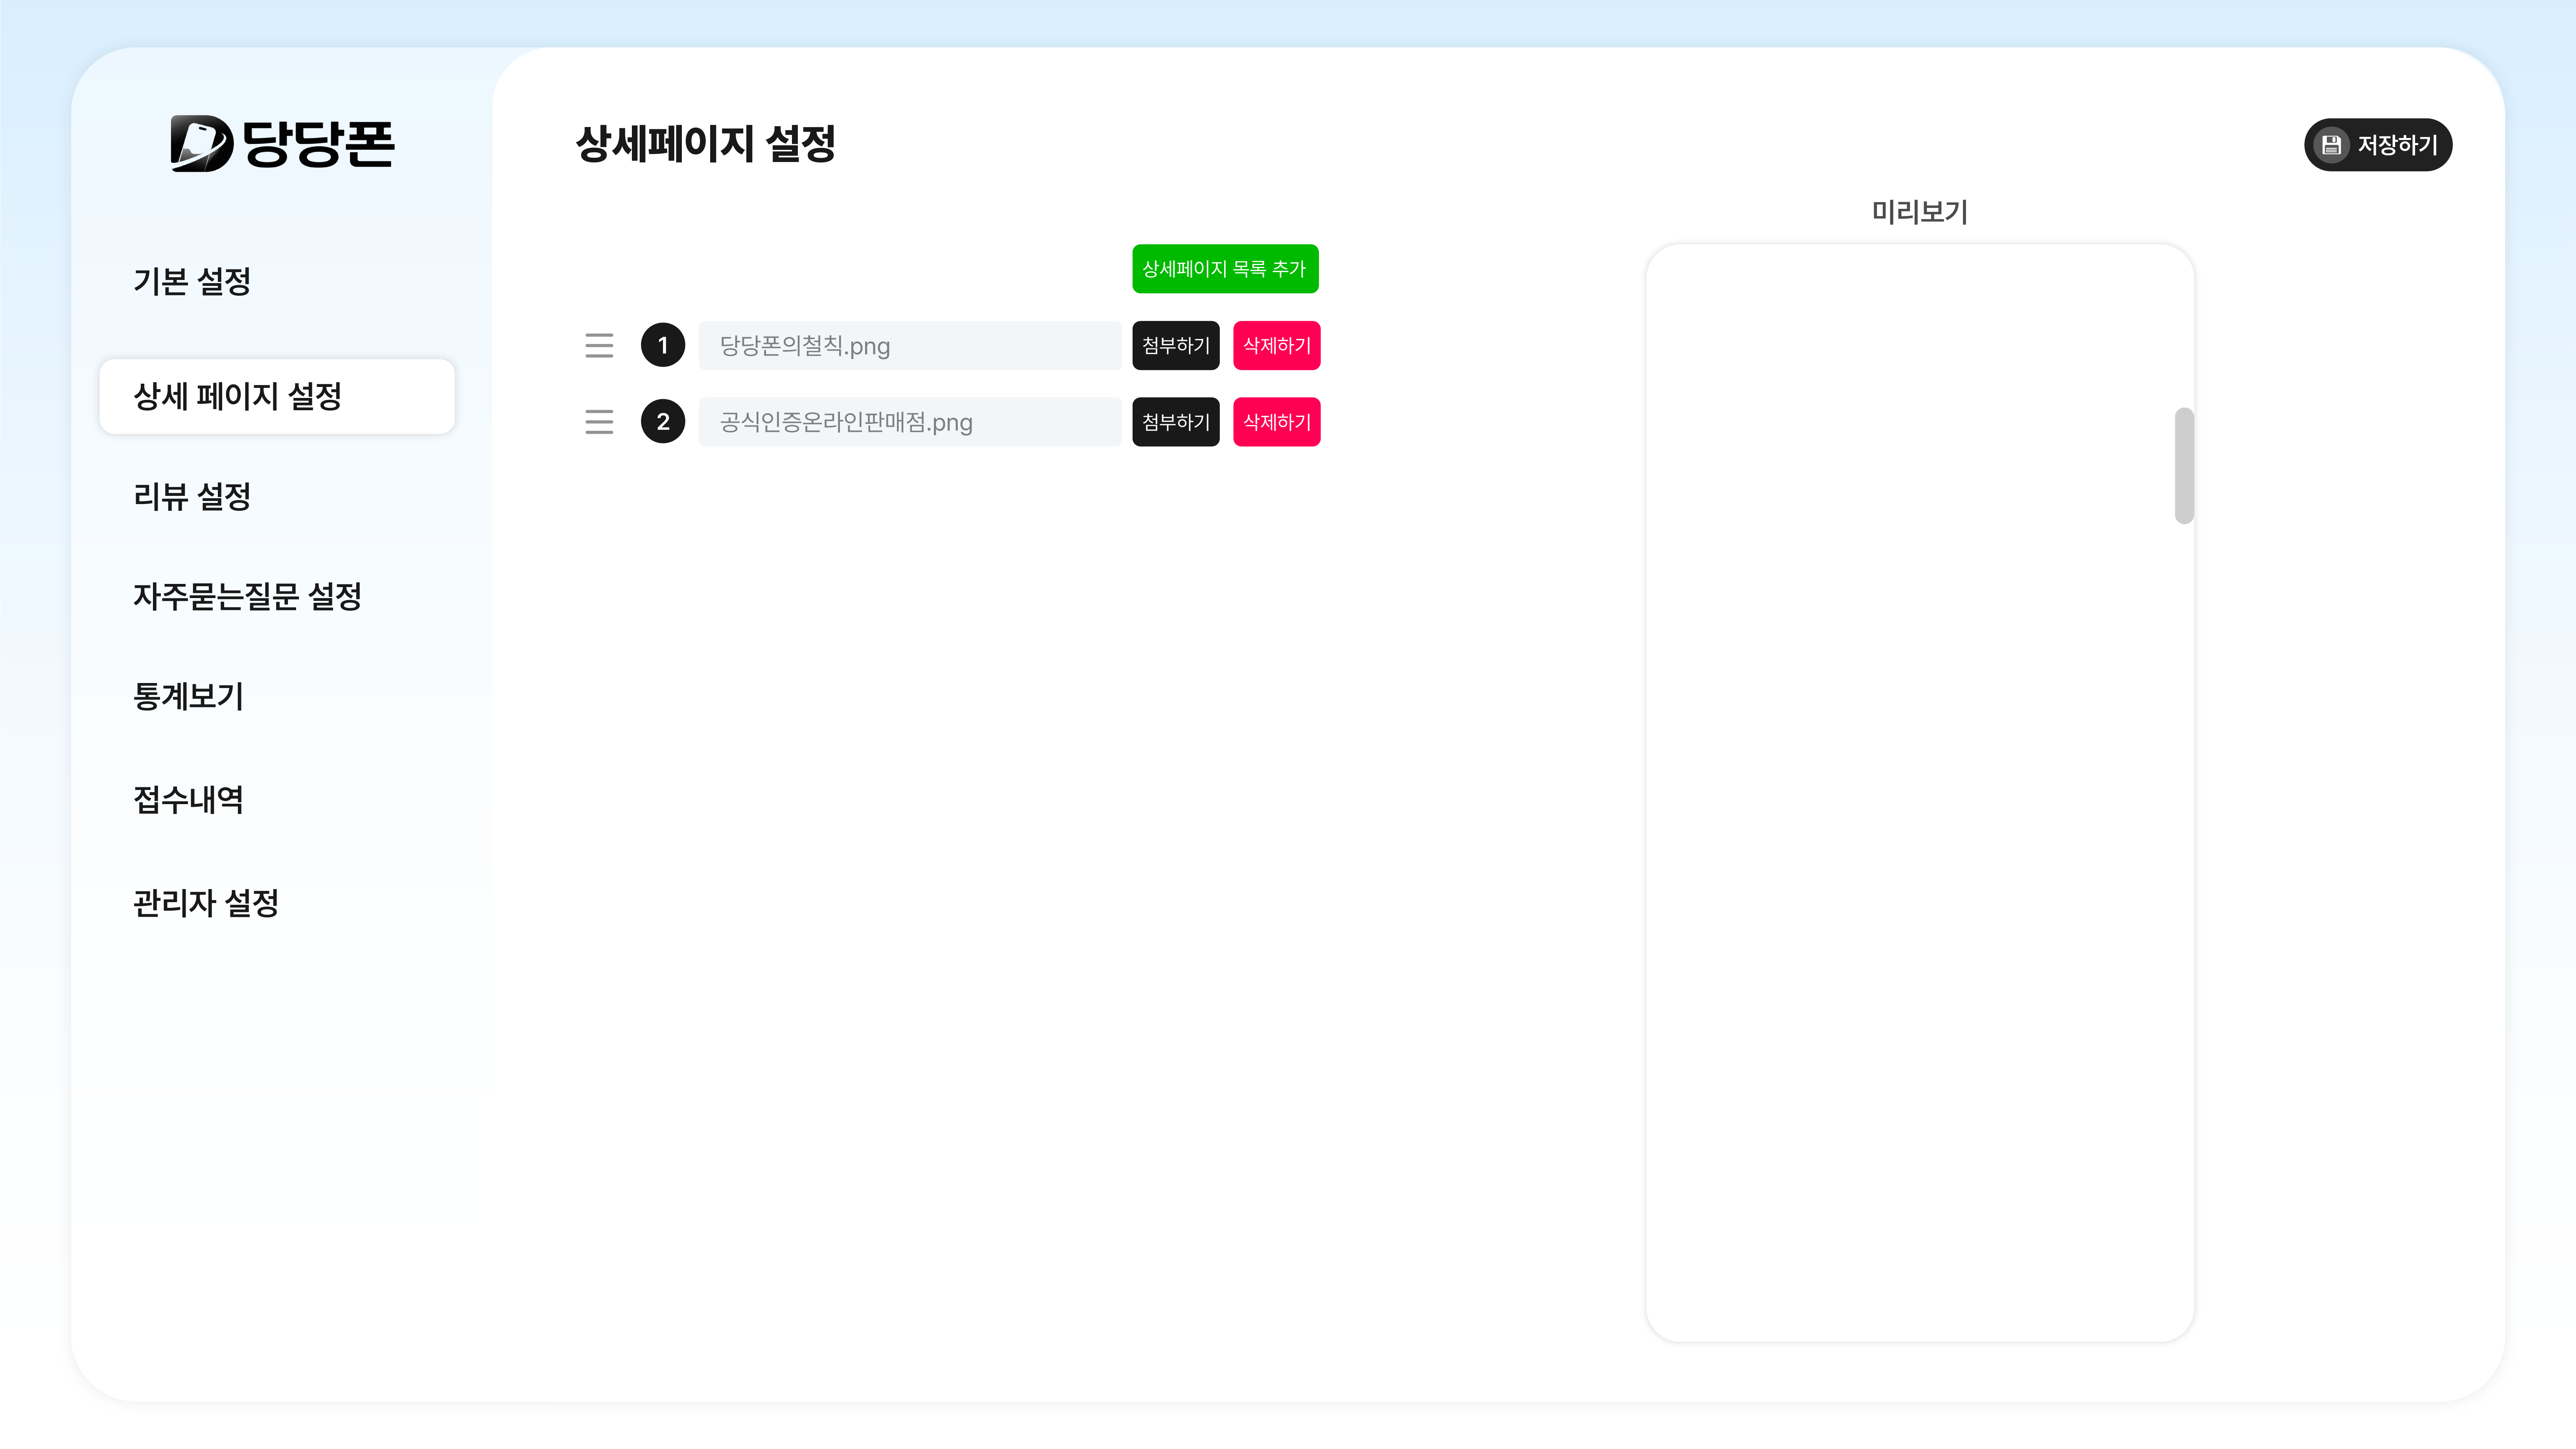 당당폰
기본 설정
상세 페이지 설정
리뷰 설정
자주묻는질문 설정
통계보기
접수내역
관리자 설정
상세페이지 설정
저장하기
미리보기
상세페이지 목록 추가
1 당당폰의철칙.png 첨부하기 삭제하기
2 공식인증온라인판매점.png 첨부하기 삭제하기